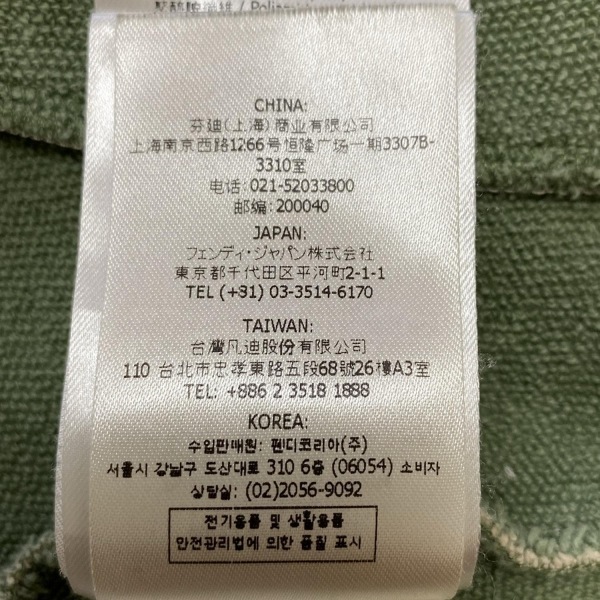 CHINA:
芬迪(上海)商业有限公司
上海南京西路1266号恒隆广场一期3307B-
3310室
电话:021-52033800
邮编:200040
JAPAN:
フェンディ・ジャパン株式会社
東京都千代田区平河町2-1-1
TEL (+81) 03-3514-6170
TAIWAN:
台灣凡迪股份有限公司
110 台北市忠孝東路五段68號26樓A3室
TEL: +886 2 3518 1888
KOREA:
수입판매원: 펜디코리아(주)
서울시 강남구 도산대로 310 6층 (06054) 소비자
상담실: (02)2056-9092
전기용품 및 생활용품
안전관리법에 의한 품질 표시